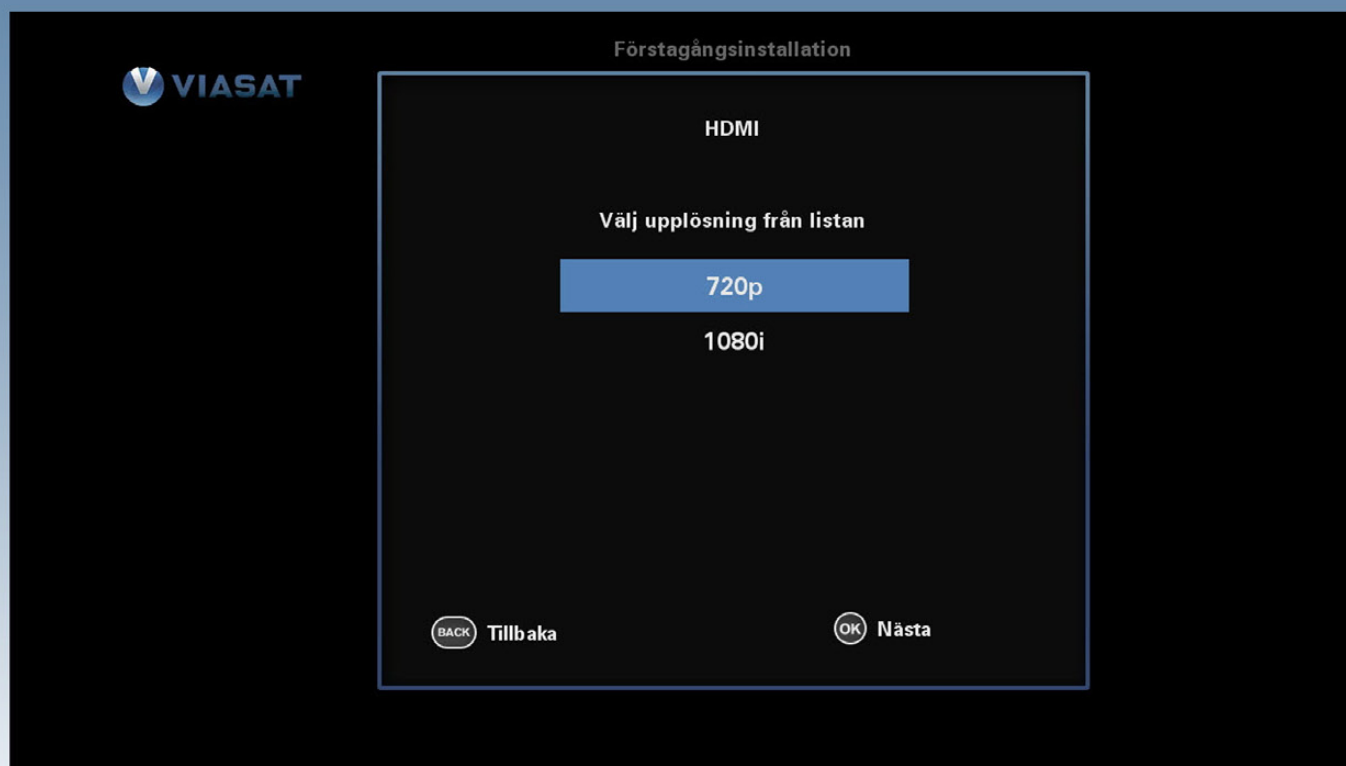 Förstagångsinstallation
VIASAT
HDMI
Välj upplösning från listan
720p
1080i
BACK Tillbaka
OK Nästa